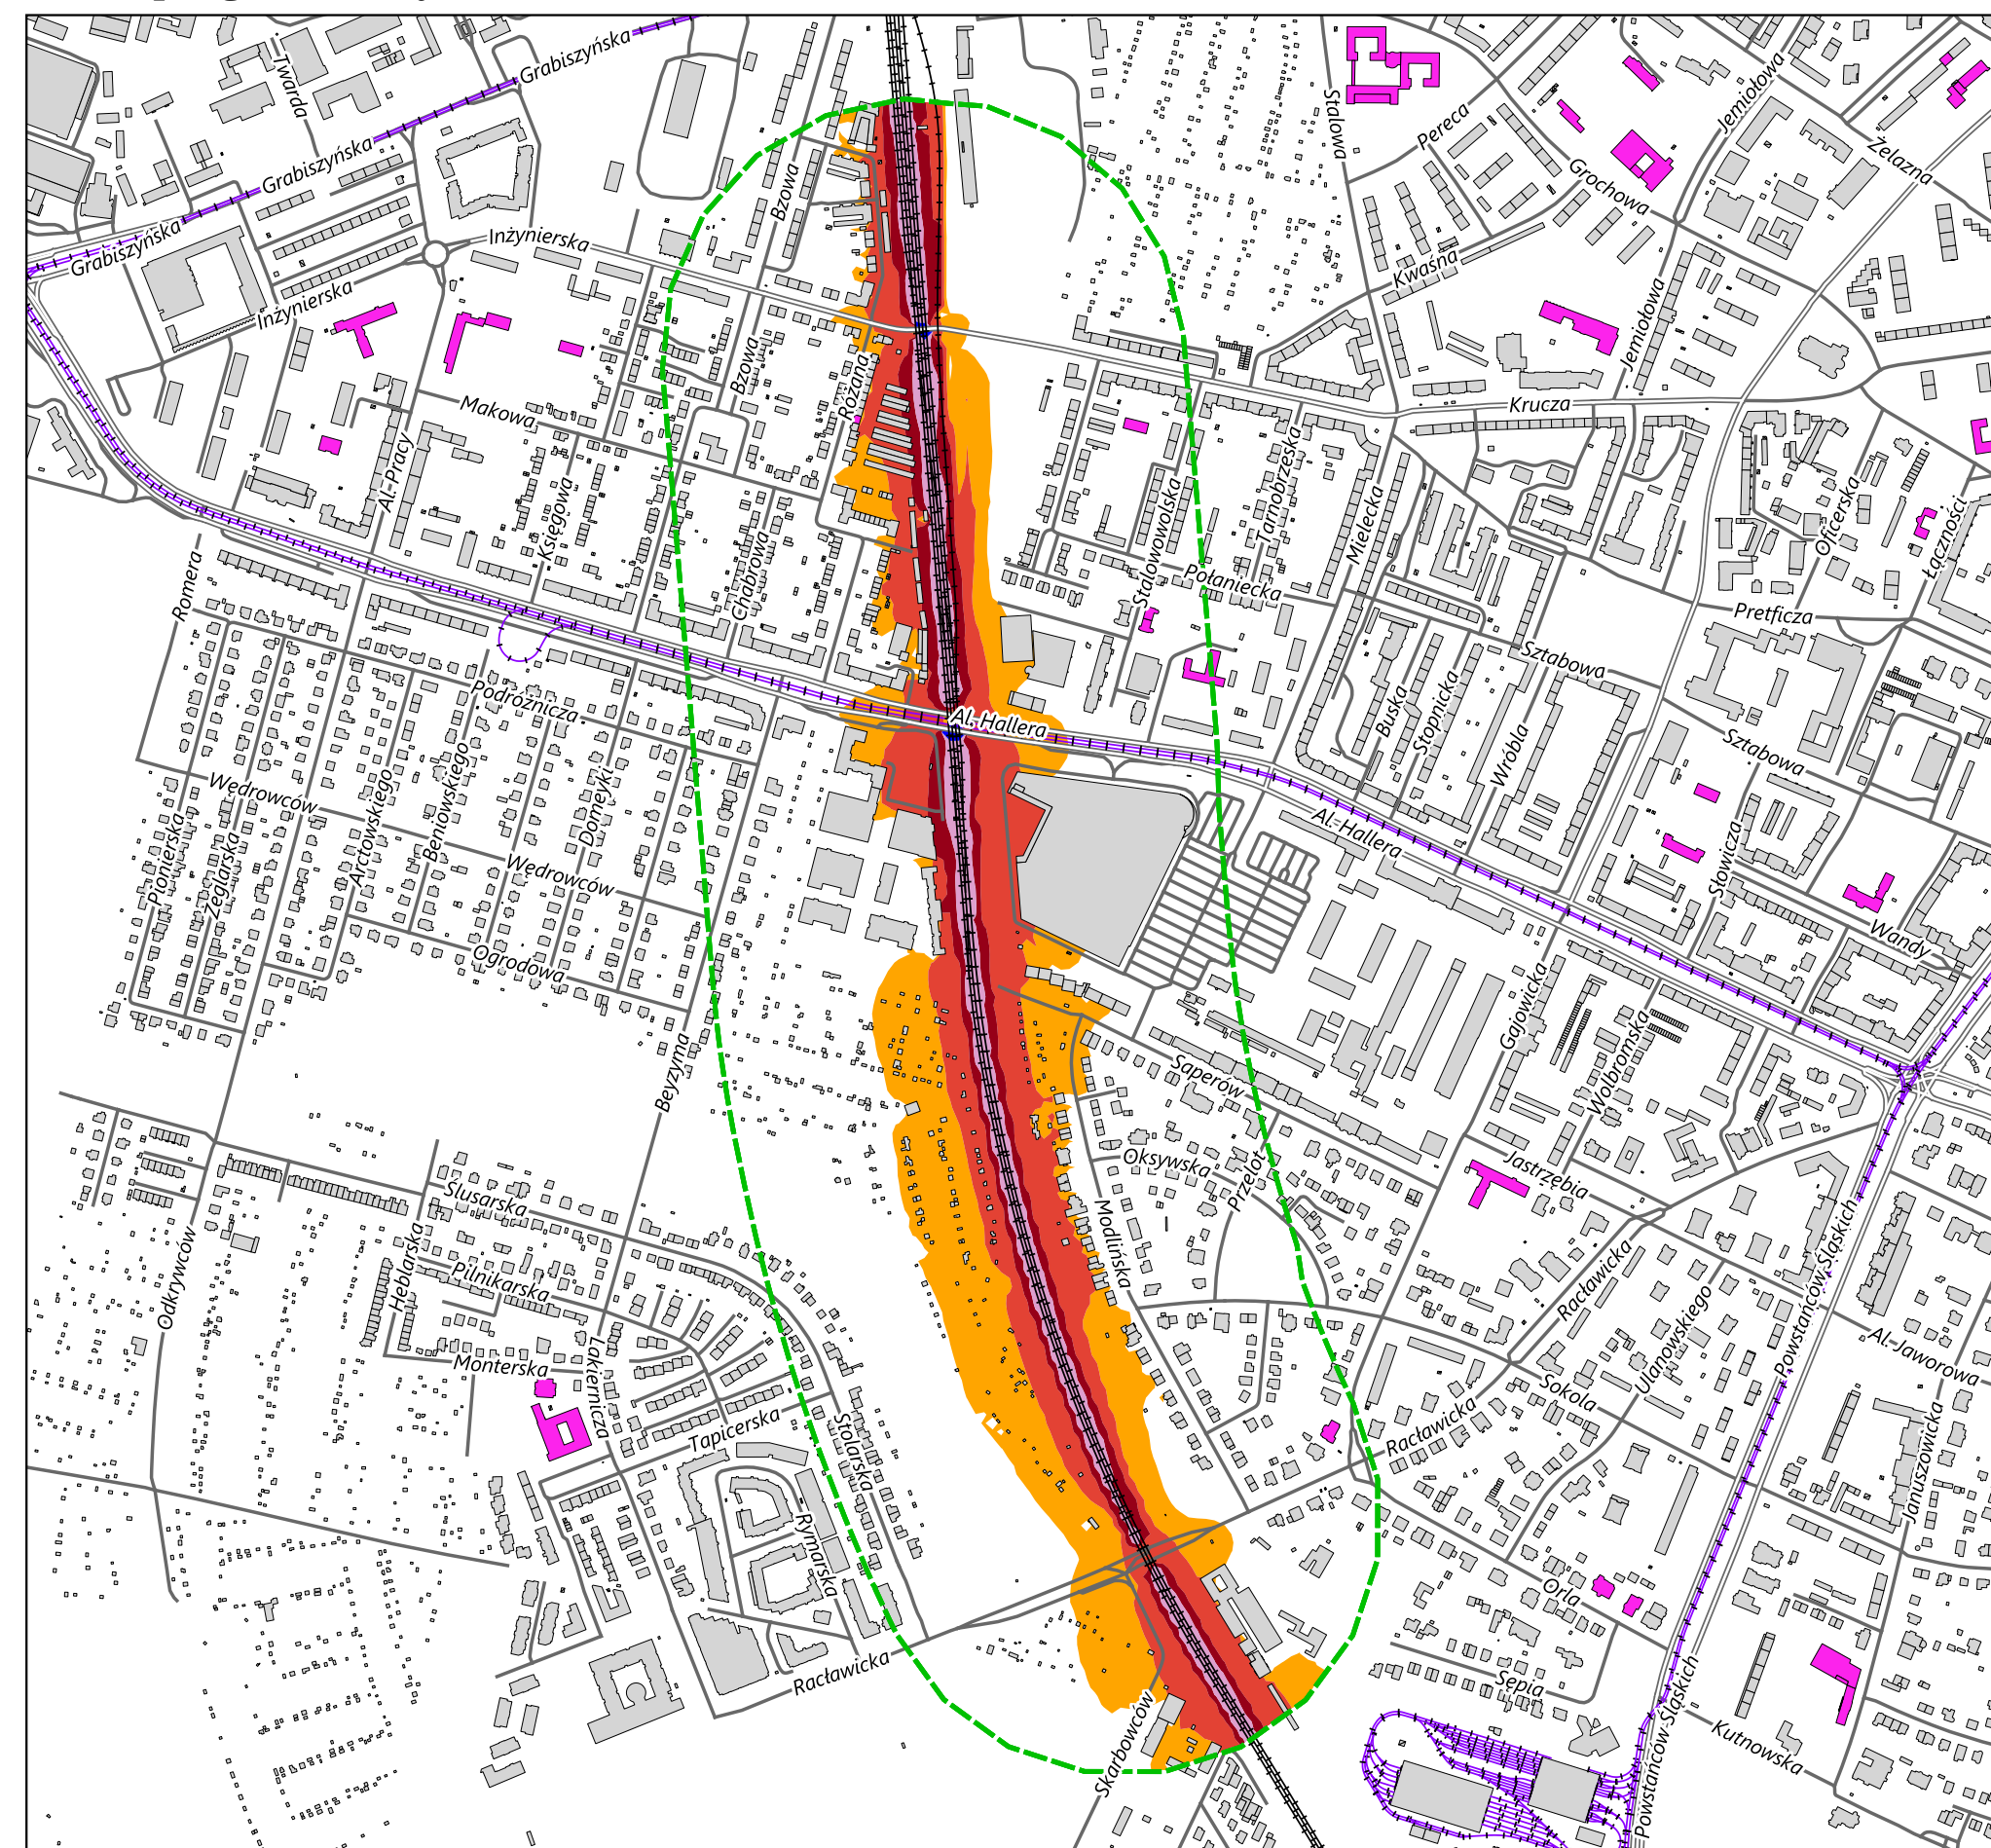 Grabiszyńska
Twarda
Jemiołowa
Stalowa
Pereca
Żelazna
Grabiszyńska
Grochowa
Bzowa
Grabiszyńska
Inżynierska
Kwaśna
Inżynierska
Jemiołowa
Bzowa
Różana
Makowa
Krucza
Al. Pracy
Tarnobrzeska
Księgowa
Stalowowolska
Mielecka
Oficerska
Łączności
Chabrowa
Romera
Połaniecka
Pretficza
Sztabowa
Podróżnicza
Buska
Stopnicka
Al. Hallera
Wróbla
Sztabowa
Wędrowców
Arctowskiego
Beniowskiego
Domeyki
Al. Hallera
Pionierska
Żeglarska
Wędrowców
Słowicza
Wandy
Ogrodowa
Gajowicka
Beyzyma
Saperów
Wolbromska
Oksywska
Przelot
Jastrzębia
Ślusarska
Modlińska
Odkrywców
Heblarska
Pilnikarska
Racławicka
Powstańców Śląskich
Ulanowskiego
Al. Jaworowa
Monterska
Lakiernicza
Sokola
Tapicerska
Stolarska
Racławicka
Januszowicka
Rymarska
Orla
Racławicka
Sępia
Skarbowców
Powstańców Śląskich
Kutnowska